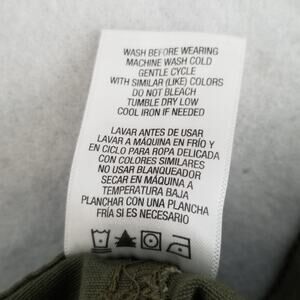 WASH BEFORE WEARING
MACHINE WASH COLD
GENTLE CYCLE
WITH SIMILAR (LIKE) COLORS
DO NOT BLEACH
TUMBLE DRY LOW
COOL IRON IF NEEDED
LAVAR ANTES DE USAR
LAVAR A MÁQUINA EN FRÍO Y
EN CICLO PARA ROPA DELICADA
CON COLORES SIMILARES
NO USAR BLANQUEADOR
SECAR EN MÁQUINA A
TEMPERATURA BAJA
PLANCHAR CON UNA PLANCHA
FRÍA SI ES NECESARIO